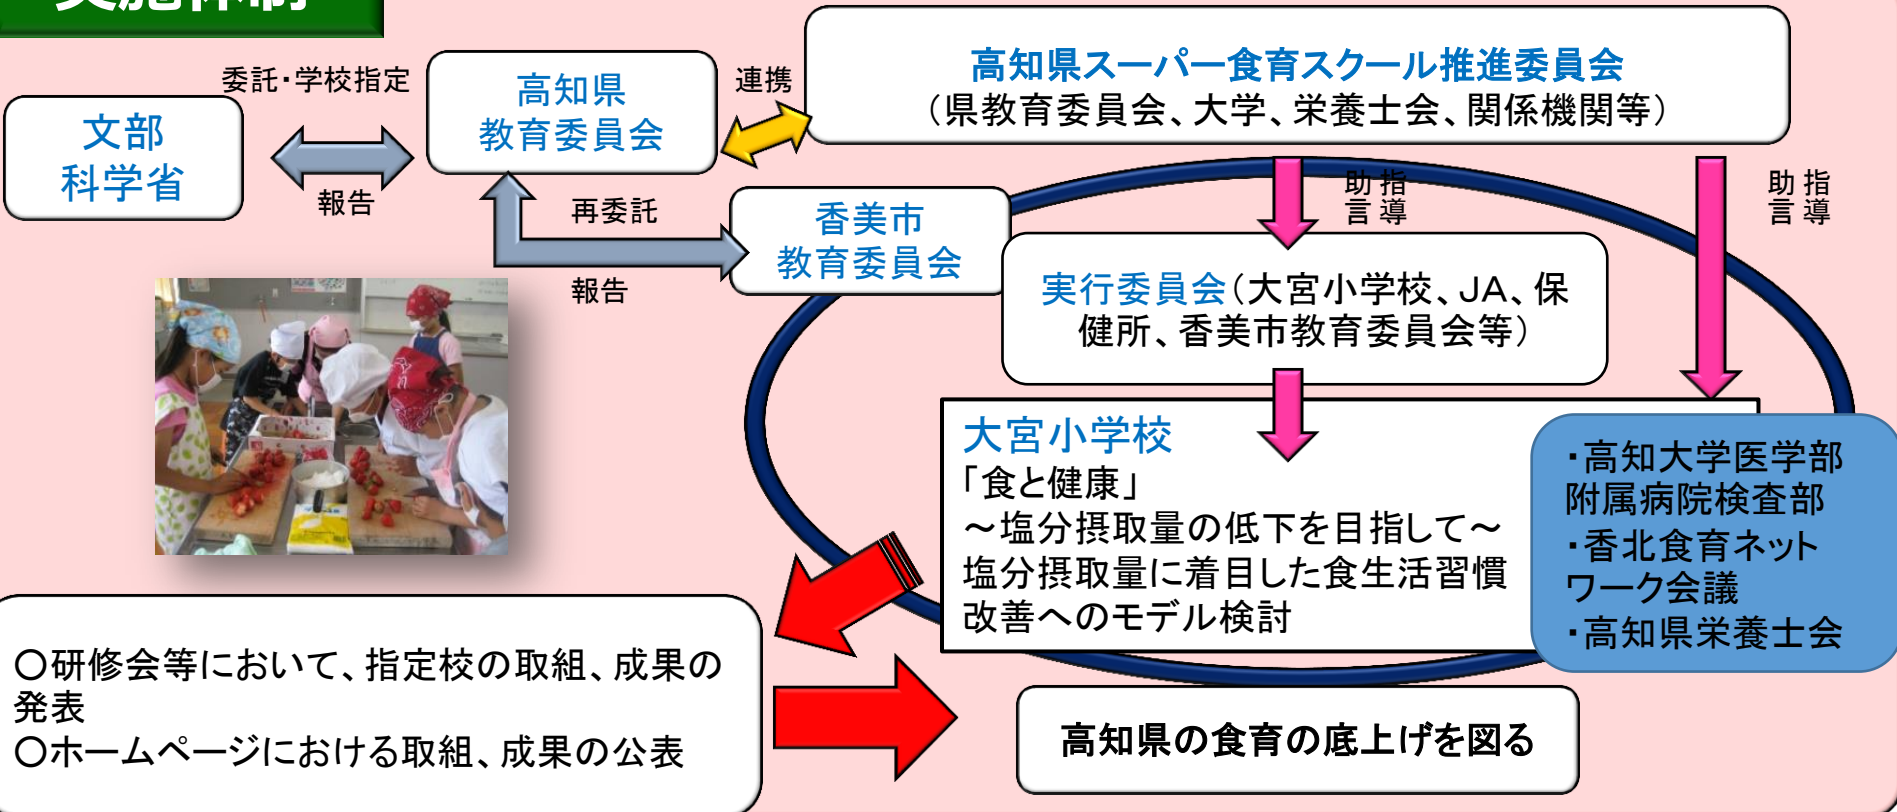 実施体制
委託・学校指定
文部
科学省
報告
高知県
教育委員会
連携
高知県スーパー食育スクール推進委員会
（県教育委員会、大学、栄養士会、関係機関等）
再委託
報告
香美市
教育委員会
指導
助言
指導
助言
実行委員会（大宮小学校、JA、保
健所、香美市教育委員会等）
大宮小学校
「食と健康」
～塩分摂取量の低下を目指して～
塩分摂取量に着目した食生活習慣
改善へのモデル検討
・高知大学医学部
附属病院検査部
・香北食育ネット
ワーク会議
・高知県栄養士会
〇研修会等において、指定校の取組、成果の
発表
〇ホームページにおける取組、成果の公表
高知県の食育の底上げを図る